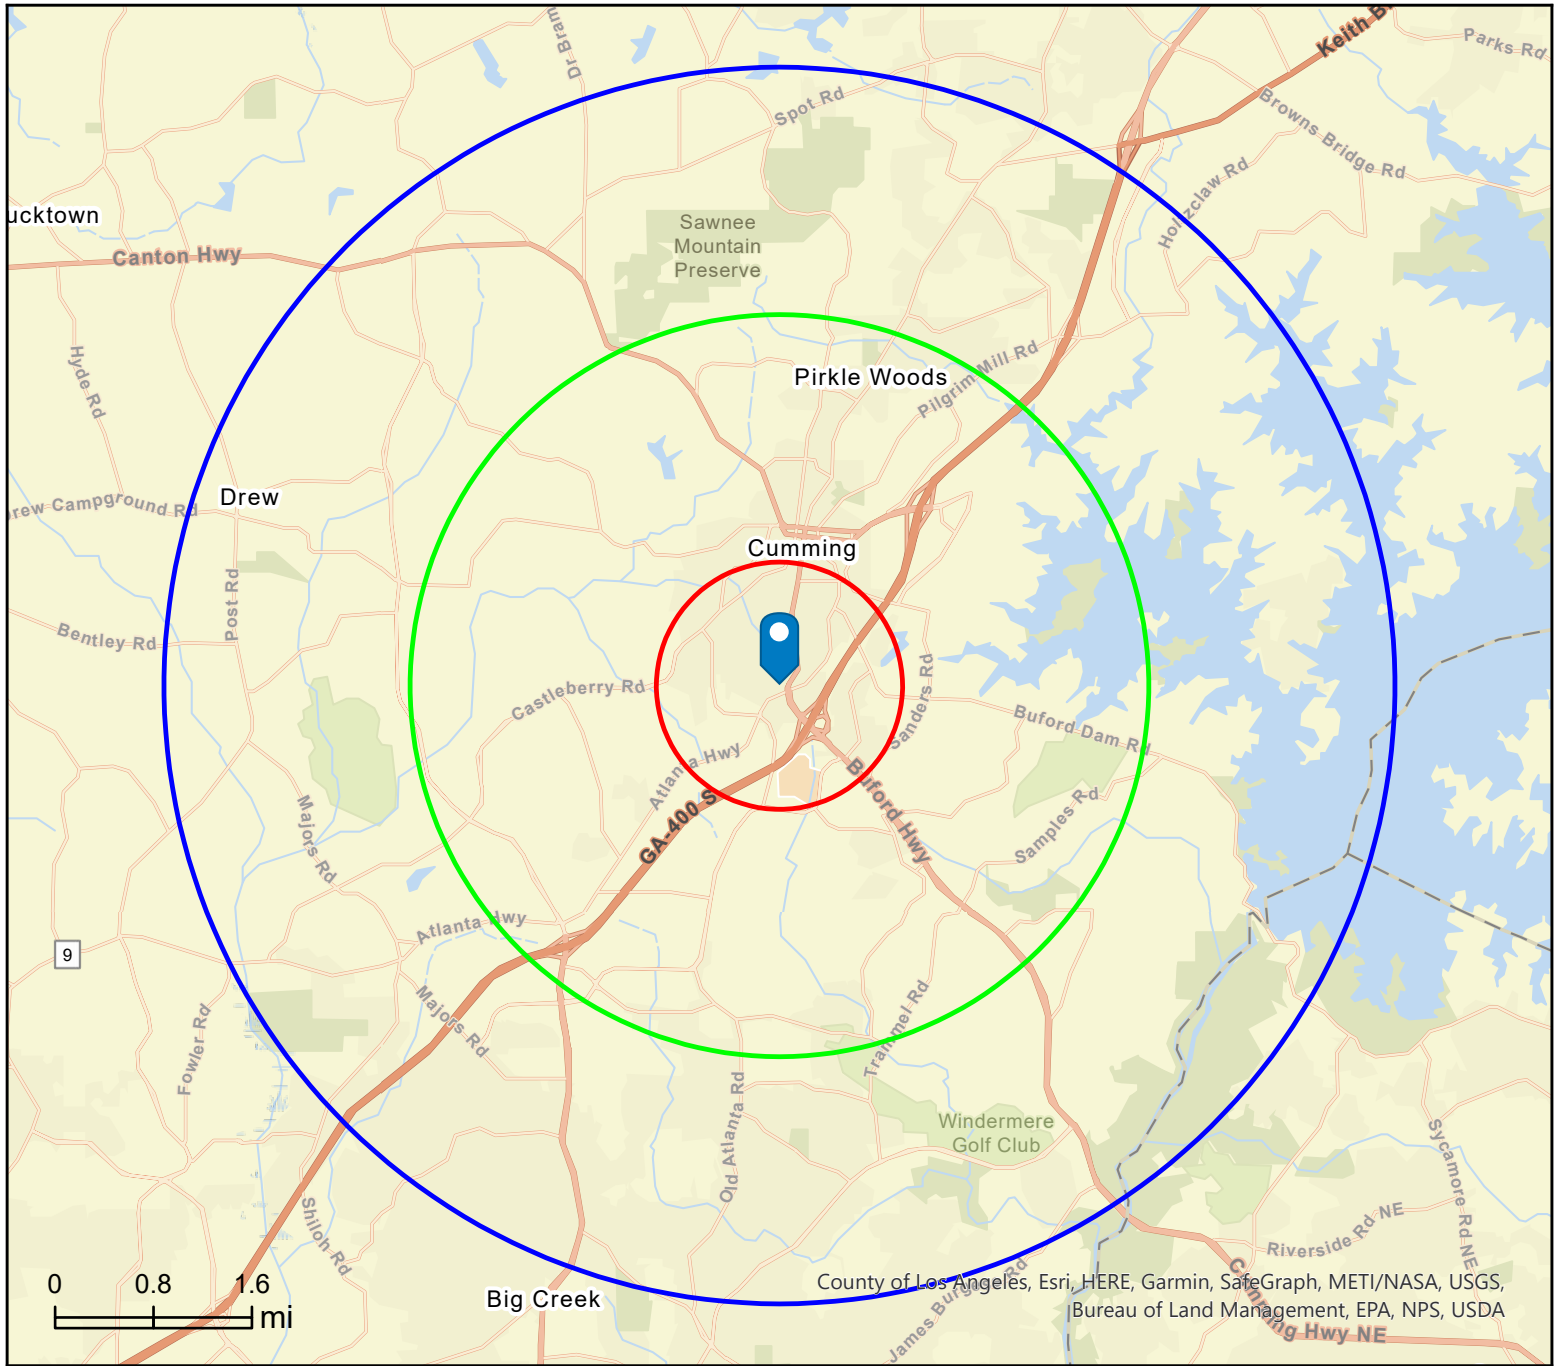 Keith B
Parks Rd
Dr Bram
Spot Rd
Browns Bridge Rd
Holtzclaw Rd
ucktown
Canton Hwy
Sawnee
Mountain
Preserve
Hyde Rd
Pirkle Woods
Pilgrim Mill Rd
Drew
rew Campground Rd
Cumming
Post Rd
Bentley Rd
Castleberry Rd
Sanders Rd
Buford Dam Rd
Atlanta Hwy
Buford Hwy
GA-400 S
Samples Rd
Majors Rd
Atlanta Hwy
9
Majors Rd
Trammel Rd
Fowler Rd
Old Atlanta Rd
Windermere
Golf Club
Sycamore Rd NE
Shiloh Rd
Riverside Rd NE
0 0.8 1.6
mi
Big Creek
James Burgess Rd
Cumming Hwy NE
County of Los Angeles, Esri, HERE, Garmin, SafeGraph, METI/NASA, USGS,
Bureau of Land Management, EPA, NPS, USDA